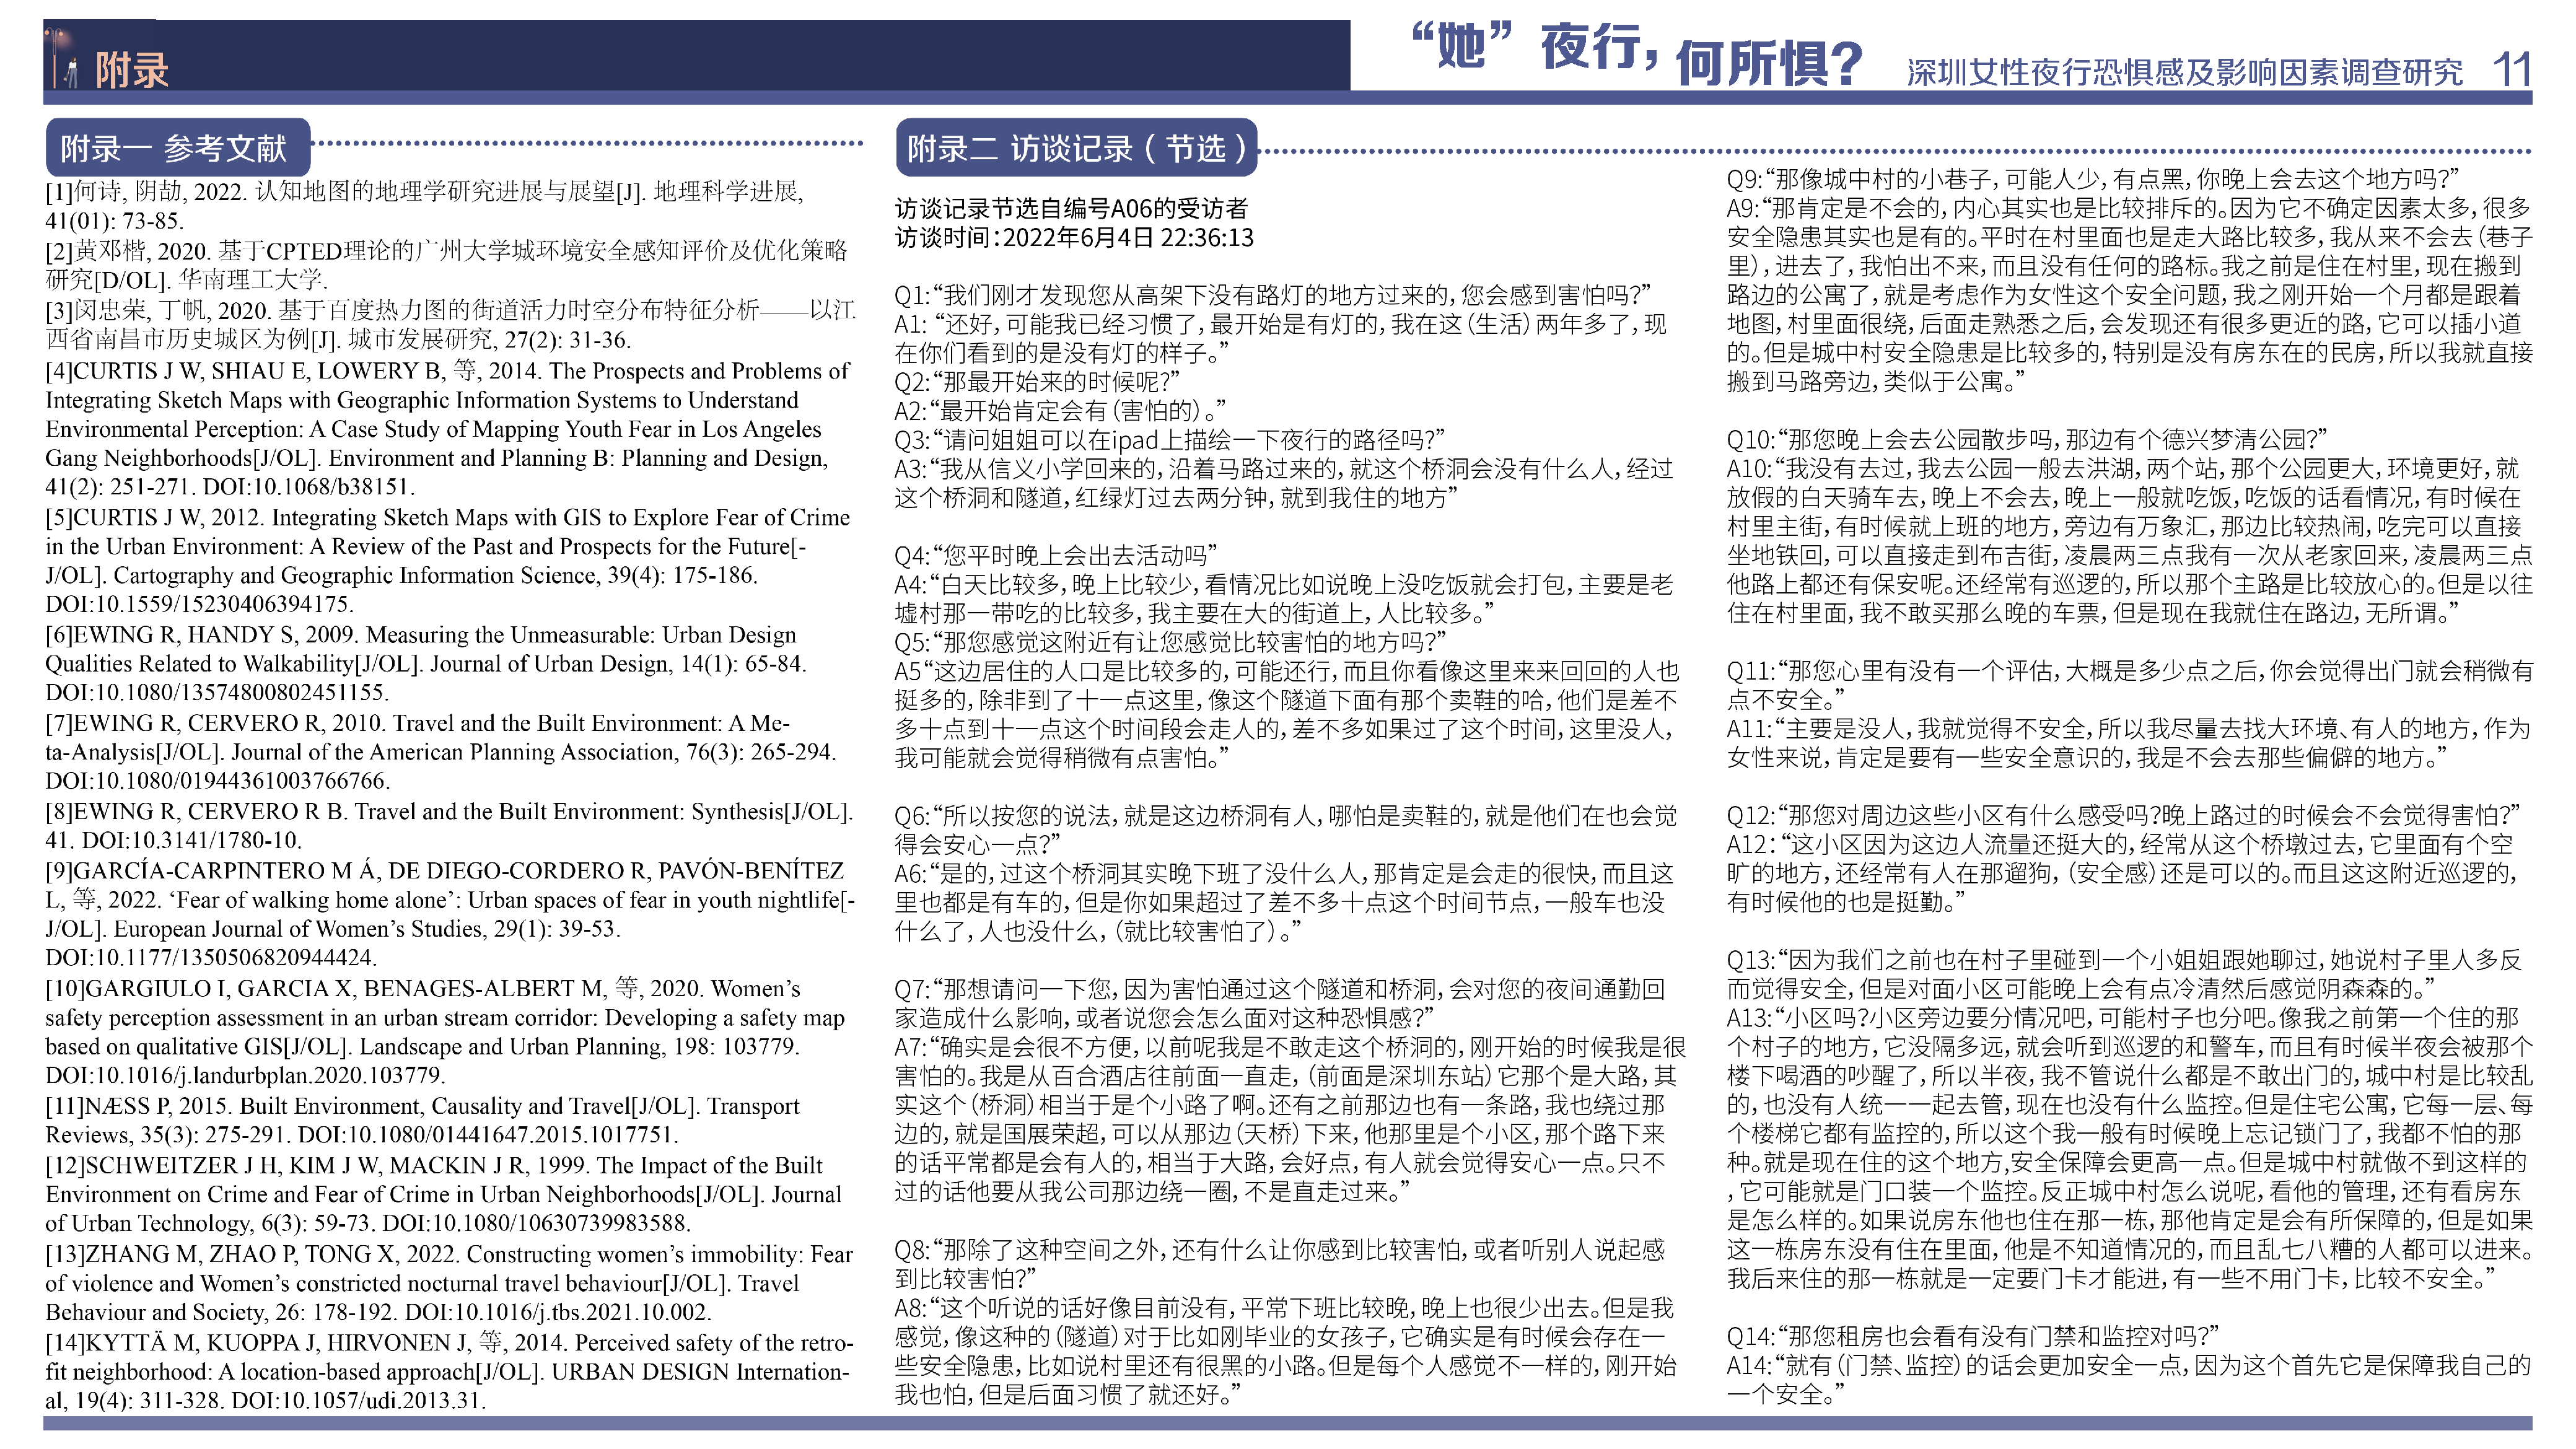 附录
“她”夜行，何所惧？
深圳女性夜行恐惧感及影响因素调查研究 11
附录一 参考文献
[1]何诗, 阴劼, 2022. 认知地图的地理学研究进展与展望[J]. 地理科学进展,
41(01): 73-85.
[2]黄邓楷, 2020. 基于CPTED理论的广州大学城环境安全感知评价及优化策略
研究[D/OL]. 华南理工大学.
[3]闵忠荣, 丁帆, 2020. 基于百度热力图的街道活力时空分布特征分析——以江
西省南昌市历史城区为例[J]. 城市发展研究, 27(2): 31-36.
[4]CURTIS J W, SHIAU E, LOWERY B, 等, 2014. The Prospects and Problems of
Integrating Sketch Maps with Geographic Information Systems to Understand
Environmental Perception: A Case Study of Mapping Youth Fear in Los Angeles
Gang Neighborhoods[J/OL]. Environment and Planning B: Planning and Design,
41(2): 251-271. DOI:10.1068/b38151.
[5]CURTIS J W, 2012. Integrating Sketch Maps with GIS to Explore Fear of Crime
in the Urban Environment: A Review of the Past and Prospects for the Future[-
J/OL]. Cartography and Geographic Information Science, 39(4): 175-186.
DOI:10.1559/15230406394175.
[6]EWING R, HANDY S, 2009. Measuring the Unmeasurable: Urban Design
Qualities Related to Walkability[J/OL]. Journal of Urban Design, 14(1): 65-84.
DOI:10.1080/13574800802451155.
[7]EWING R, CERVERO R, 2010. Travel and the Built Environment: A Me-
ta-Analysis[J/OL]. Journal of the American Planning Association, 76(3): 265-294.
DOI:10.1080/01944361003766766.
[8]EWING R, CERVERO R B. Travel and the Built Environment: Synthesis[J/OL].
41. DOI:10.3141/1780-10.
[9]GARCÍA-CARPINTERO M Á, DE DIEGO-CORDERO R, PAVÓN-BENÍTEZ
L, 等, 2022. ‘Fear of walking home alone’: Urban spaces of fear in youth nightlife[-
J/OL]. European Journal of Women’s Studies, 29(1): 39-53.
DOI:10.1177/1350506820944424.
[10]GARGIULO I, GARCIA X, BENAGES-ALBERT M, 等, 2020. Women’s
safety perception assessment in an urban stream corridor: Developing a safety map
based on qualitative GIS[J/OL]. Landscape and Urban Planning, 198: 103779.
DOI:10.1016/j.landurbplan.2020.103779.
[11]NÆSS P, 2015. Built Environment, Causality and Travel[J/OL]. Transport
Reviews, 35(3): 275-291. DOI:10.1080/01441647.2015.1017751.
[12]SCHWEITZER J H, KIM J W, MACKIN J R, 1999. The Impact of the Built
Environment on Crime and Fear of Crime in Urban Neighborhoods[J/OL]. Journal
of Urban Technology, 6(3): 59-73. DOI:10.1080/10630739983588.
[13]ZHANG M, ZHAO P, TONG X, 2022. Constructing women’s immobility: Fear
of violence and Women’s constricted nocturnal travel behaviour[J/OL]. Travel
Behaviour and Society, 26: 178-192. DOI:10.1016/j.tbs.2021.10.002.
[14]KYTTÄ M, KUOPPA J, HIRVONEN J, 等, 2014. Perceived safety of the retro-
fit neighborhood: A location-based approach[J/OL]. URBAN DESIGN Internation-
al, 19(4): 311-328. DOI:10.1057/udi.2013.31.
附录二 访谈记录（节选）
访谈记录节选自编号A06的受访者
访谈时间：2022年6月4日 22:36:13
Q1:“我们刚才发现您从高架下没有路灯的地方过来的，您会感到害怕吗？”
A1: “还好，可能我已经习惯了，最开始是有灯的，我在这（生活）两年多了，现
在你们看到的是没有灯的样子。”
Q2:“那最开始来的时候呢？”
A2:“最开始肯定会有（害怕的）。”
Q3:“请问姐姐可以在ipad上描绘一下夜行的路径吗？”
A3:“我从信义小学回来的，沿着马路过来的，就这个桥洞会没有什么人，经过
这个桥洞和隧道，红绿灯过去两分钟，就到我住的地方”
Q4:“您平时晚上会出去活动吗”
A4:“白天比较多，晚上比较少，看情况比如说晚上没吃饭就会打包，主要是老
墟村那一带吃的比较多，我主要在大的街道上，人比较多。”
Q5:“那您感觉这附近有让您感觉比较害怕的地方吗？”
A5“这边居住的人口是比较多的，可能还行，而且你看像这里来来回回的人也
挺多的，除非到了十一点这里，像这个隧道下面有那个卖鞋的哈，他们是差不
多十点到十一点这个时间段会走人的，差不多如果过了这个时间，这里没人，
我可能就会觉得稍微有点害怕。”
Q6:“所以按您的说法，就是这边桥洞有人，哪怕是卖鞋的，就是他们在也会觉
得会安心一点？”
A6:“是的，过这个桥洞其实晚下班了没什么人，那肯定是会走的很快，而且这
里也都是有车的，但是你如果超过了差不多十点这个时间节点，一般车也没
什么了，人也没什么，（就比较害怕了）。”
Q7:“那想请问一下您，因为害怕通过这个隧道和桥洞，会对您的夜间通勤回
家造成什么影响，或者说您会怎么面对这种恐惧感？”
A7:“确实是会很不方便，以前呢我是不敢走这个桥洞的，刚开始的时候我是很
害怕的。我是从百合酒店往前面一直走，（前面是深圳东站）它那个是大路，其
实这个（桥洞）相当于是个小路了啊。还有之前那边也有一条路，我也绕过那
边的，就是国展荣超，可以从那边（天桥）下来，他那里是个小区，那个路下来
的话平常都是会有人的，相当于大路，会好点，有人就会觉得安心一点。只不
过的话他要从我公司那边绕一圈，不是直走过来。”
Q8:“那除了这种空间之外，还有什么让你感到比较害怕，或者听别人说起感
到比较害怕？”
A8:“这个听说的话好像目前没有，平常下班比较晚，晚上也很少出去。但是我
感觉，像这种的（隧道）对于比如刚毕业的女孩子，它确实是有时候会存在一
些安全隐患，比如说村里还有很黑的小路。但是每个人感觉不一样的，刚开始
我也怕，但是后面习惯了就还好。”
Q9:“那像城中村的小巷子，可能人少，有点黑，你晚上会去这个地方吗？”
A9:“那肯定是不会的，内心其实也是比较排斥的。因为它不确定因素太多，很多
安全隐患其实也是有的。平时在村里面也是走大路比较多，我从来不会去（巷子
里），进去了，我怕出不来，而且没有任何的路标。我之前是住在村里，现在搬到
路边的公寓了，就是考虑作为女性这个安全问题，我之刚开始一个月都是跟着
地图，村里面很绕，后面走熟悉之后，会发现还有很多更近的路，它可以插小道
的。但是城中村安全隐患是比较多的，特别是没有房东在的民房，所以我就直接
搬到马路旁边，类似于公寓。”
Q10:“那您晚上会去公园散步吗，那边有个德兴梦清公园？”
A10:“我没有去过，我去公园一般去洪湖，两个站，那个公园更大，环境更好，就
放假的白天骑车去，晚上不会去，晚上一般就吃饭，吃饭的话看情况，有时候在
村里主街，有时候就上班的地方，旁边有万象汇，那边比较热闹，吃完可以直接
坐地铁回，可以直接走到布吉街，凌晨两三点我有一次从老家回来，凌晨两三点
他路上都还有保安呢。还经常有巡逻的，所以那个主路是比较放心的。但是以往
住在村里面，我不敢买那么晚的车票，但是现在我就住在路边，无所谓。”
Q11:“那您心里有没有一个评估，大概是多少点之后，你会觉得出门就会稍微有
点不安全。”
A11:“主要是没人，我就觉得不安全，所以我尽量去找大环境、有人的地方，作为
女性来说，肯定是要有一些安全意识的，我是不会去那些偏僻的地方。”
Q12:“那您对周边这些小区有什么感受吗？晚上路过的时候会不会觉得害怕？”
A12: “这小区因为这边人流量还挺大的，经常从这个桥墩过去，它里面有个空
旷的地方，还经常有人在那遛狗，（安全感）还是可以的。而且这这附近巡逻的，
有时候他的也是挺勤。”
Q13:“因为我们之前也在村子里碰到一个小姐姐跟她聊过，她说村子里人多反
而觉得安全，但是对面小区可能晚上会有点冷清然后感觉阴森森的。”
A13:“小区吗？小区旁边要分情况吧，可能村子也分吧。像我之前第一个住的那
个村子的地方，它没隔多远，就会听到巡逻的和警车，而且有时候半夜会被那个
楼下喝酒的吵醒了，所以半夜，我不管说什么都是不敢出门的，城中村是比较乱
的，也没有人统一一起去管，现在也没有什么监控。但是住宅公寓，它每一层、每
个楼梯它都有监控的，所以这个我一般有时候晚上忘记锁门了，我都不怕的那
种。就是现在住的这个地方,安全保障会更高一点。但是城中村就做不到这样的
，它可能就是门口装一个监控。反正城中村怎么说呢，看他的管理，还有看房东
是怎么样的。如果说房东他也住在那一栋，那他肯定是会有所保障的，但是如果
这一栋房东没有住在里面，他是不知道情况的，而且乱七八糟的人都可以进来。
我后来住的那一栋就是一定要门卡才能进，有一些不用门卡，比较不安全。”
Q14:“那您租房也会看有没有门禁和监控对吗？”
A14:“就有（门禁、监控）的话会更加安全一点，因为这个首先它是保障我自己的
一个安全。”